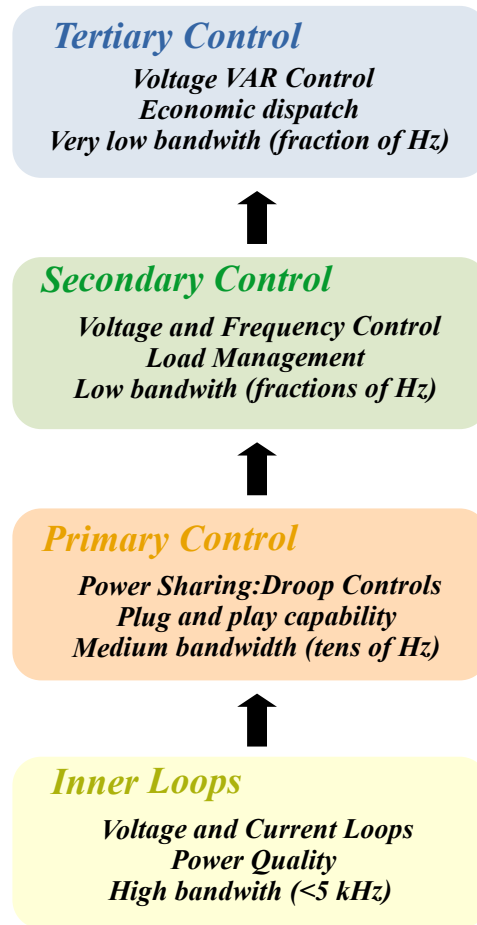 Tertiary Control
Voltage VAR Control
Economic dispatch
Very low bandwith (fraction of Hz)
Secondary Control
Voltage and Frequency Control
Load Management
Low bandwith (fractions of Hz)
Primary Control
Power Sharing:Droop Controls
Plug and play capability
Medium bandwidth (tens of Hz)
Inner Loops
Voltage and Current Loops
Power Quality
High bandwith (<5 kHz)